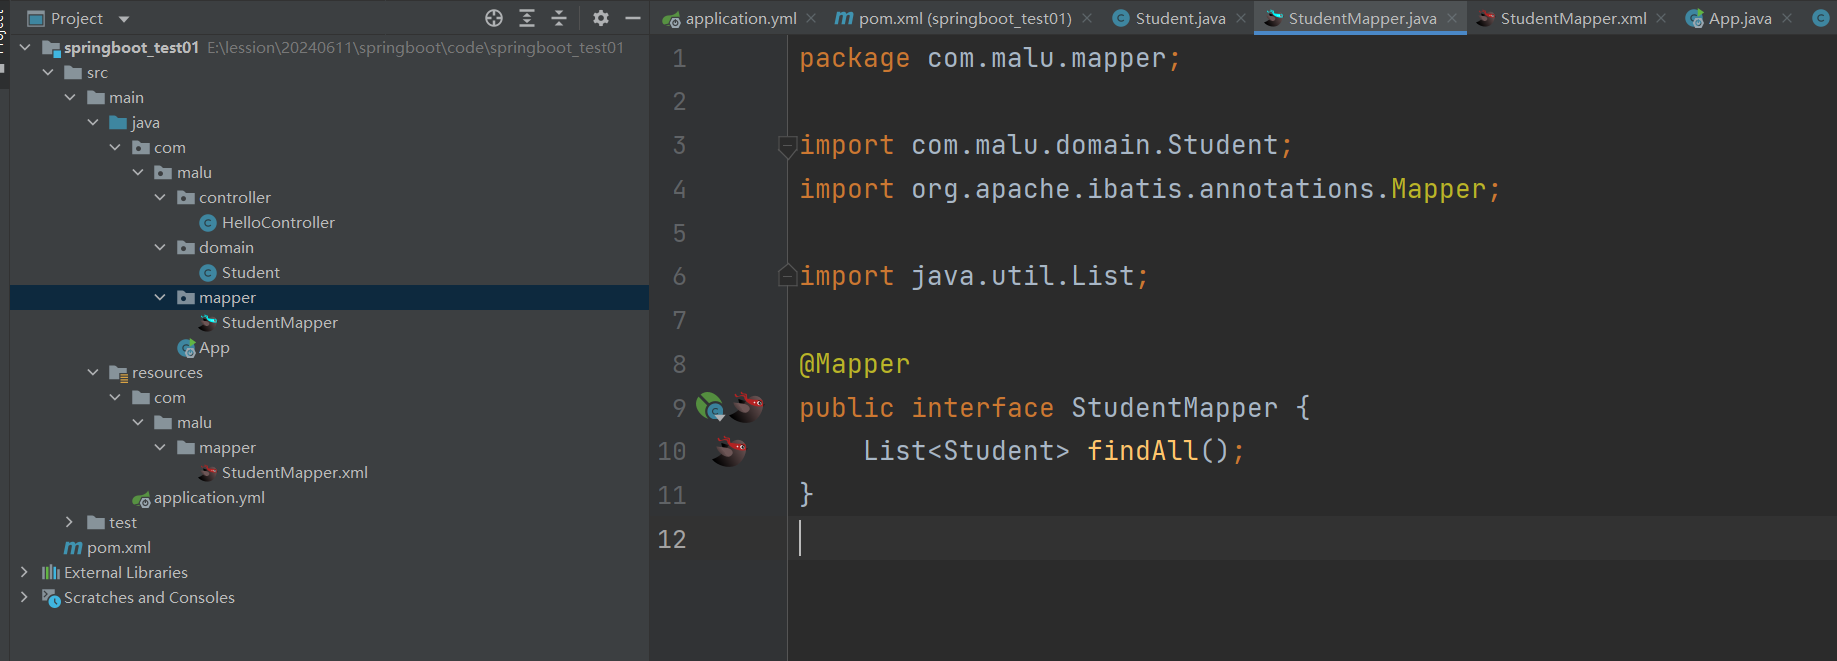 Project
springboot_test01 E:\lession\20240611\springboot\code\springboot_test01
src
main
java
com
malu
controller
HelloController
domain
Student
mapper
StudentMapper
App
resources
com
malu
mapper
StudentMapper.xml
application.yml
test
pom.xml
External Libraries
Scratches and Consoles
application.yml pom.xml (springboot_test01) Student.java StudentMapper.java StudentMapper.xml App.java
1 package com.malu.mapper;
2
3 import com.malu.domain.Student;
4 import org.apache.ibatis.annotations.Mapper;
5
6 import java.util.List;
7
8 @Mapper
9 public interface StudentMapper {
10 List<Student> findAll();
11 }
12